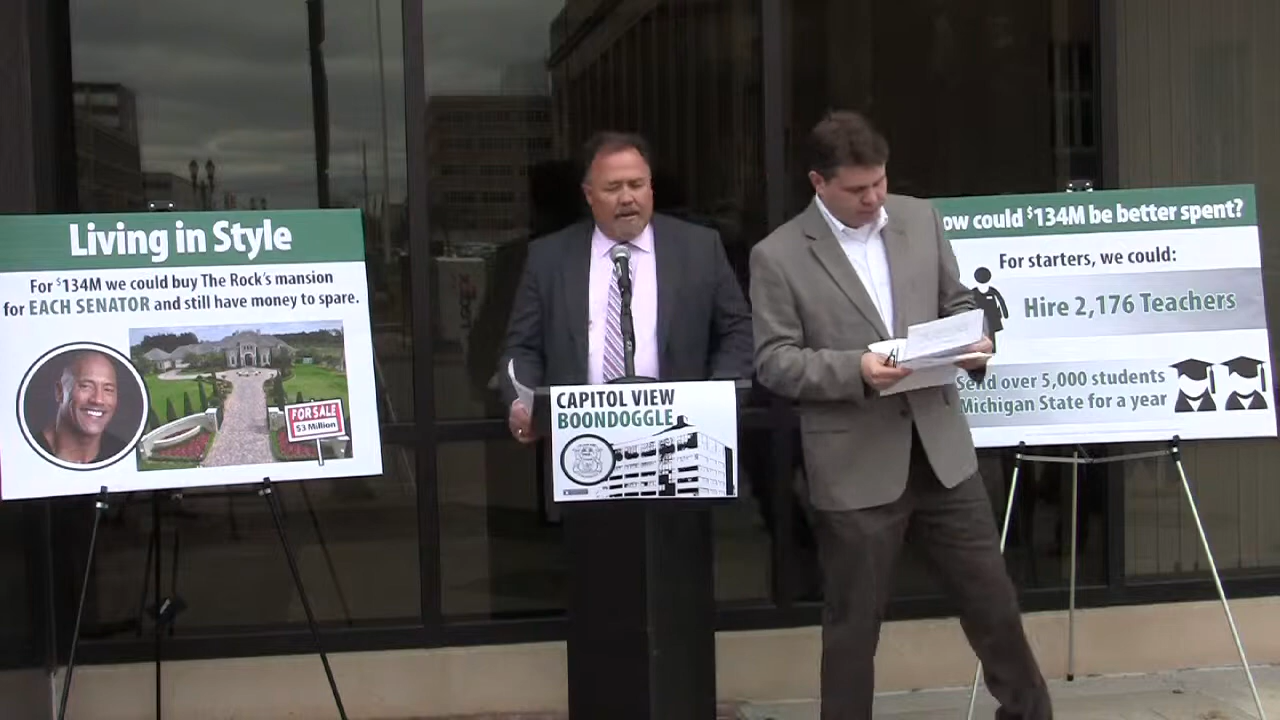 Living in Style
For $134M we could buy The Rock's mansion
for EACH SENATOR and still have money to spare.
FOR SALE
$3 Million
CAPITOL VIEW
BOONDOGGLE
ow could $134M be better spent?
For starters, we could:
Hire 2,176 Teachers
Send over 5,000 students
Michigan State for a year